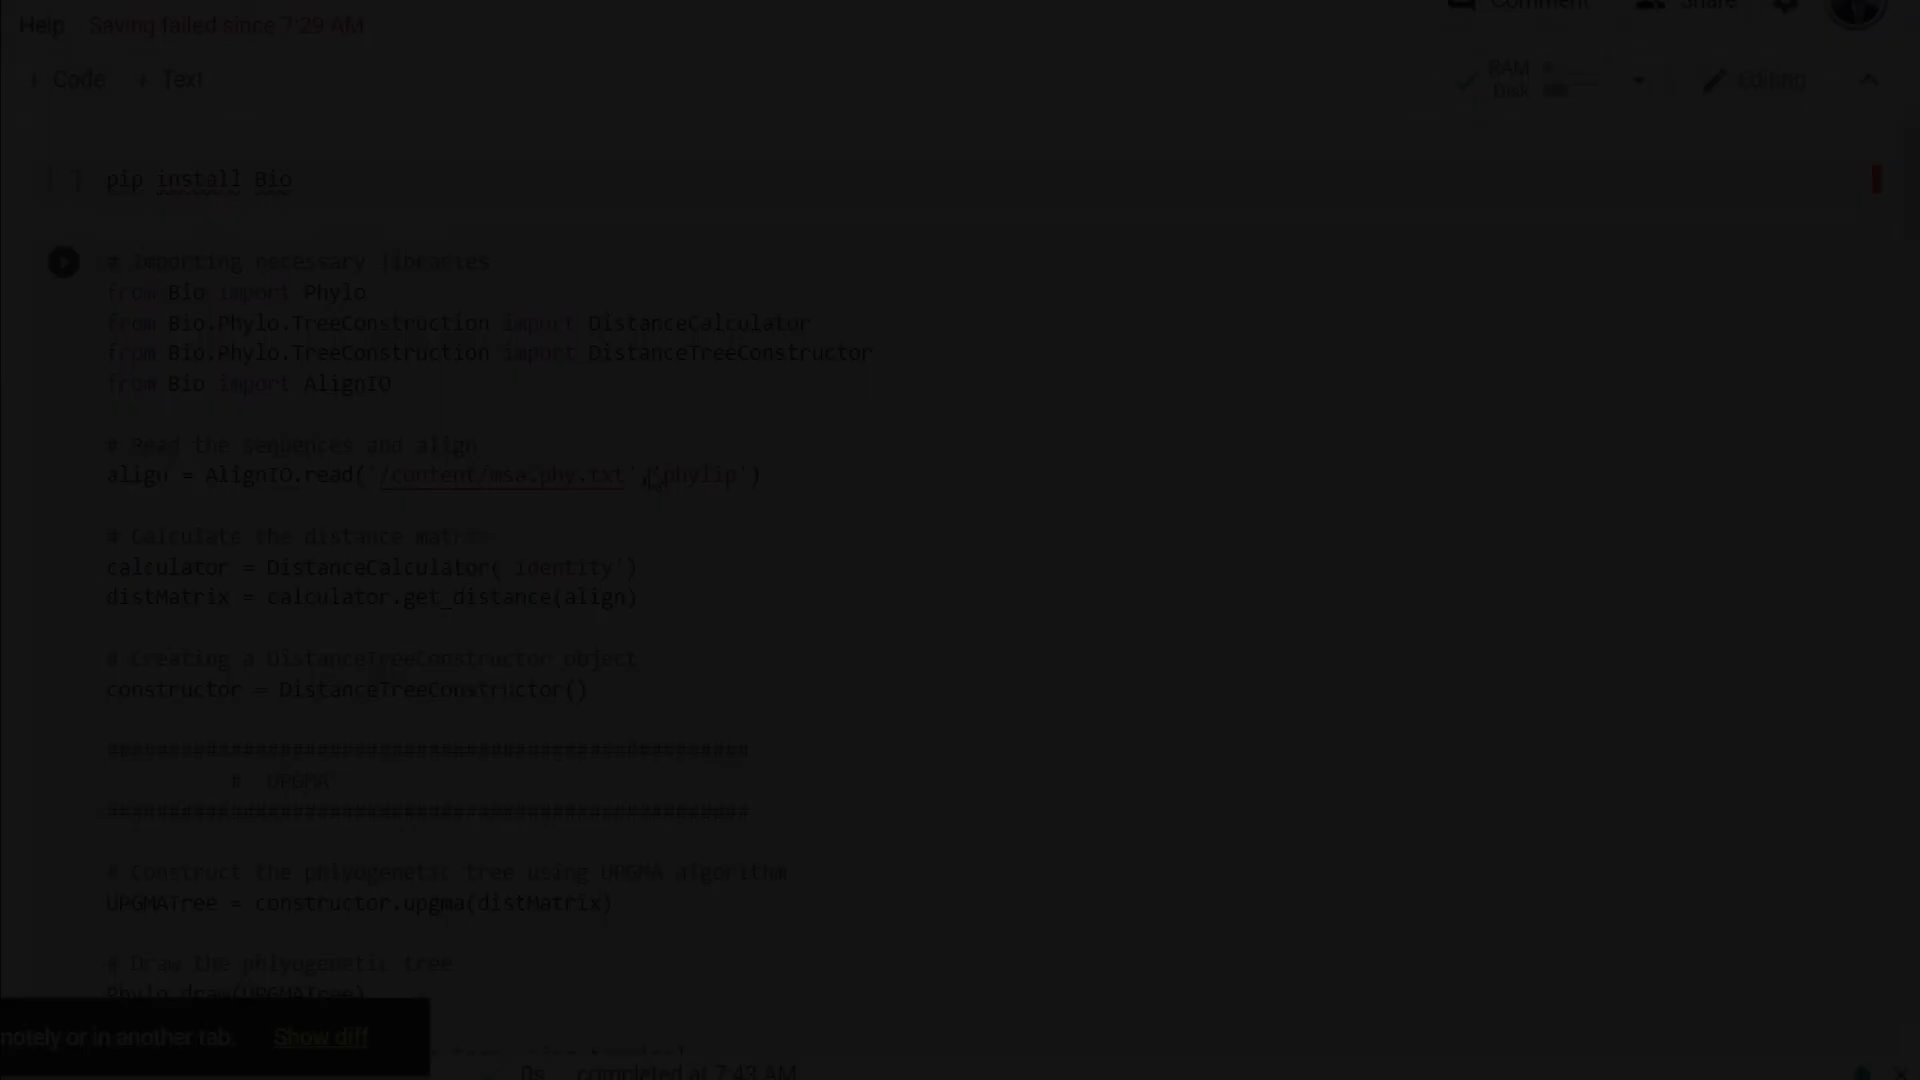 Comment Share
Help Saving failed since 7:29 AM
+ Code + Text
RAM
Disk
Editing
[ ] pip install Bio
# Importing necessary libraries
from Bio import Phylo
from Bio.Phylo.TreeConstruction import DistanceCalculator
from Bio.Phylo.TreeConstruction import DistanceTreeConstructor
from Bio import AlignIO
# Read the sequences and align
align = AlignIO.read('/content/msa.phy.txt','phylip')
# Calculate the distance matrix
calculator = DistanceCalculator('identity')
distMatrix = calculator.get_distance(align)
# Creating a DistanceTreeConstructor object
constructor = DistanceTreeConstructor()
####################################################
# UPGMA
####################################################
# Construct the phlyogenetic tree using UPGMA algorithm
UPGMATree = constructor.upgma(distMatrix)
# Draw the phlyogenetic tree
Phylo.draw(UPGMATree)
notely or in another tab. Show diff
0s completed at 7:43 AM